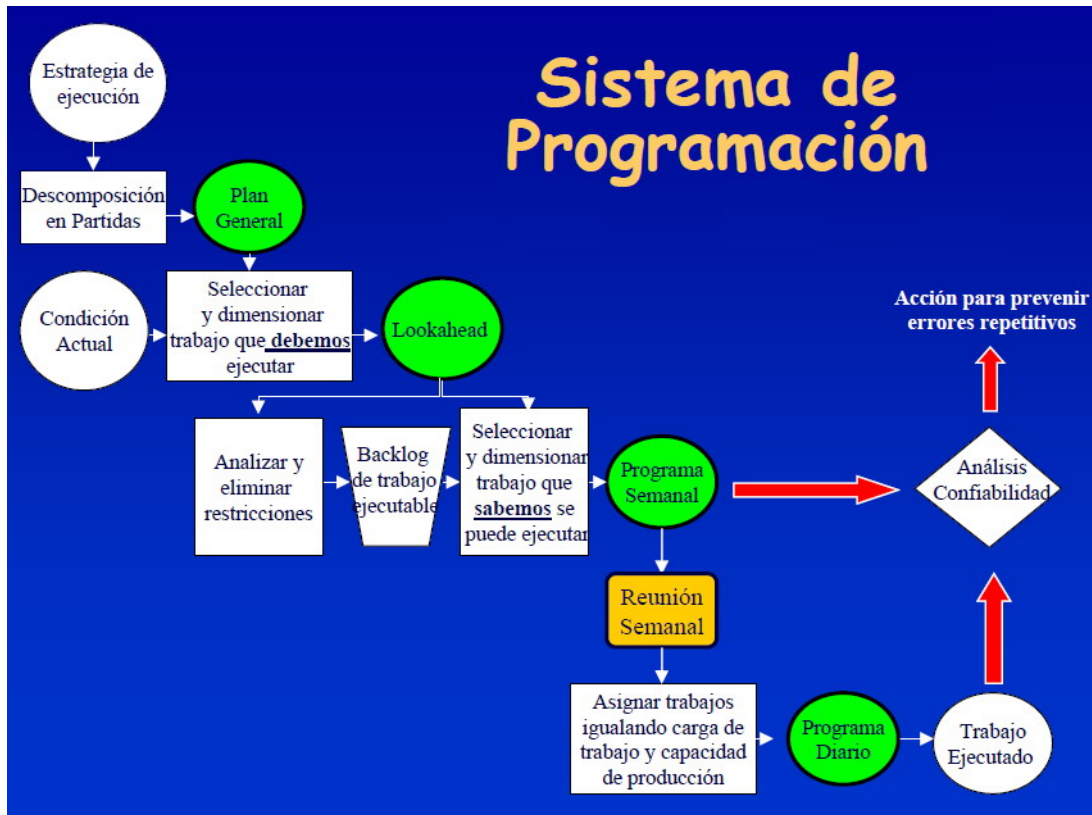 Sistema de
Programación
Estrategia de
ejecución
Descomposición
en Partidas
Plan
General
Condición
Actual
Seleccionar
y dimensionar
trabajo que debemos
ejecutar
Lookahead
Acción para prevenir
errores repetitivos
Analizar y
eliminar
restricciones
Backlog
de trabajo
ejecutable
Seleccionar
y dimensionar
trabajo que
sabemos se
puede ejecutar
Programa
Semanal
Análisis
Confiabilidad
Reunión
Semanal
Asignar trabajos
igualando carga de
trabajo y capacidad
de producción
Programa
Diario
Trabajo
Ejecutado